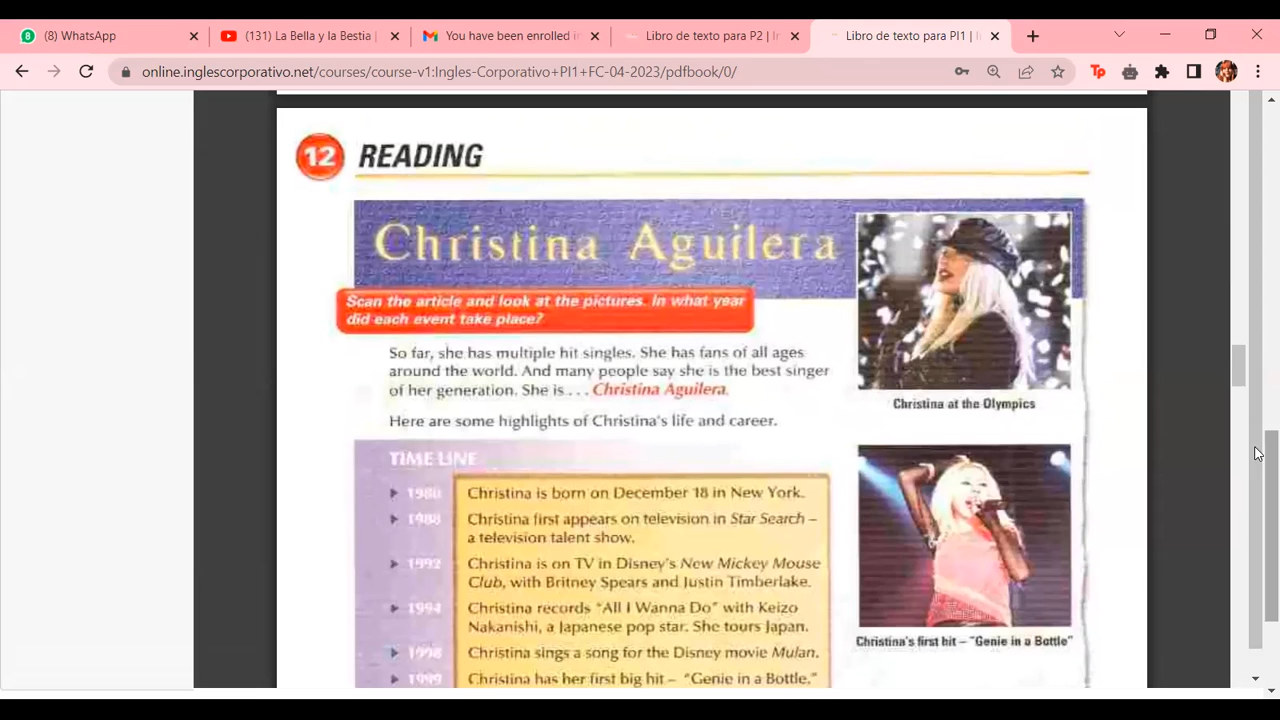 (8) WhatsApp
(131) La Bella y la Bestia
You have been enrolled in
Libro de texto para P2 | In
Libro de texto para PI1 |
online.inglescorporativo.net/courses/course-v1:Ingles-Corporativo+PI1+FC-04-2023/pdfbook/0/
12 READING
Christina Aguilera
Scan the article and look at the pictures. In what year
did each event take place?
So far, she has multiple hit singles. She has fans of all ages
around the world. And many people say she is the best singer
of her generation. She is . . . Christina Aguilera.
Here are some highlights of Christina's life and career.
Christina at the Olympics
TIME LINE
1980 Christina is born on December 18 in New York.
1988 Christina first appears on television in Star Search –
a television talent show.
1992 Christina is on TV in Disney's New Mickey Mouse
Club, with Britney Spears and Justin Timberlake.
1994 Christina records "All I Wanna Do" with Keizo
Nakanishi, a Japanese pop star. She tours Japan.
1998 Christina sings a song for the Disney movie Mulan.
1999 Christina has her first big hit – "Genie in a Bottle."
Christina's first hit – "Genie in a Bottle"